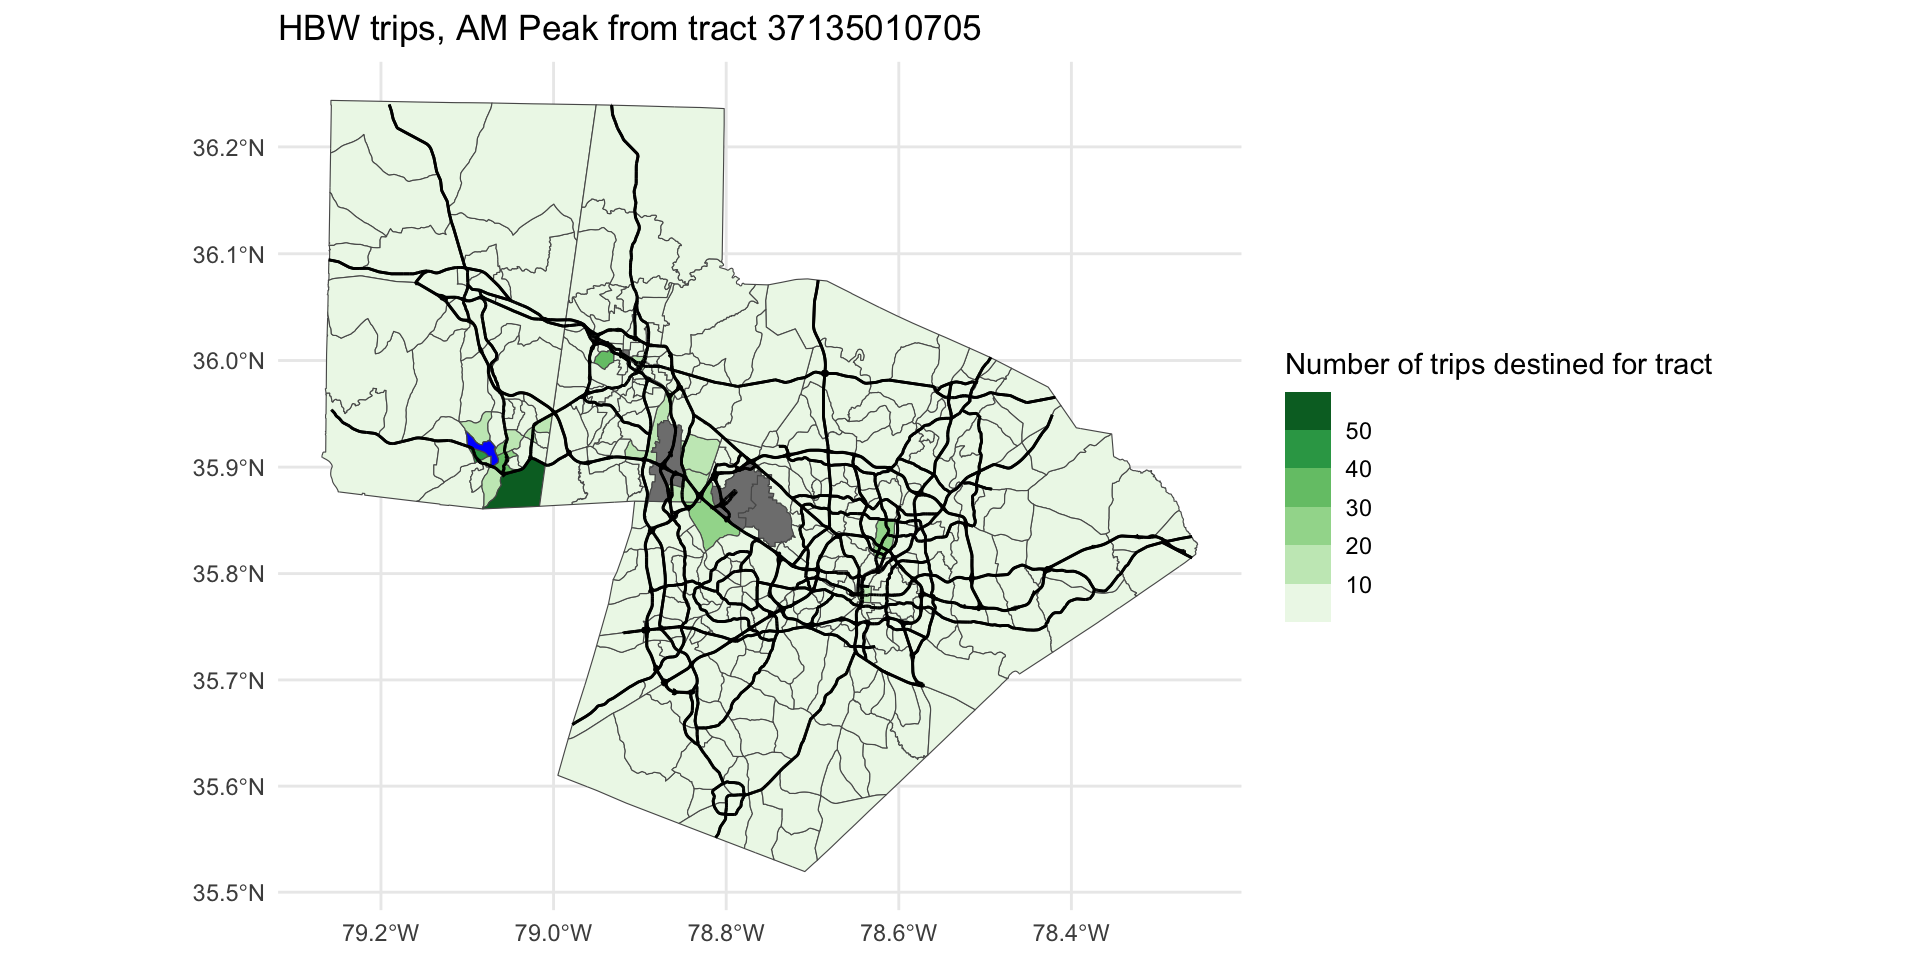 HBW trips, AM Peak from tract 37135010705
36.2°N
36.1°N
36.0°N
35.9°N
35.8°N
35.7°N
35.6°N
35.5°N
79.2°W 79.0°W 78.8°W 78.6°W 78.4°W
Number of trips destined for tract
50
40
30
20
10